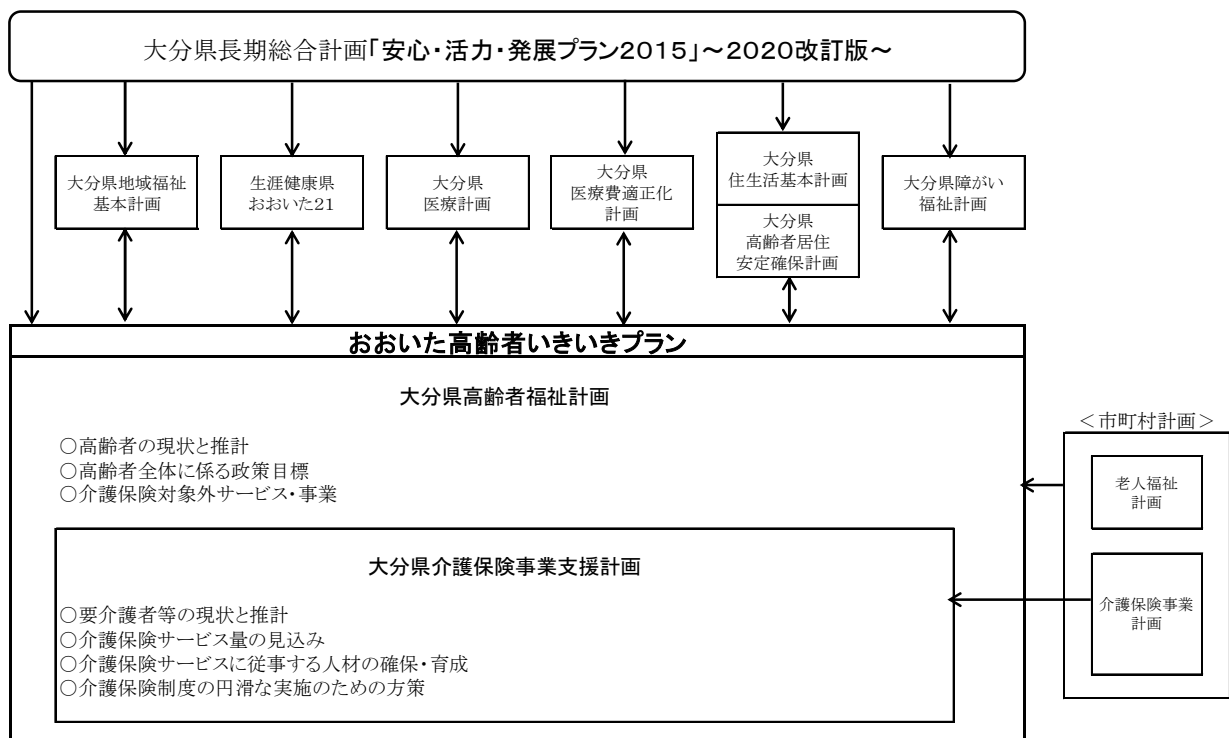 大分県長期総合計画「安心・活力・発展プラン2015」～2020改訂版～
大分県地域福祉
基本計画
生涯健康県
おおいた21
大分県
医療計画
大分県
医療費適正化
計画
大分県
住生活基本計画
大分県
高齢者居住
安定確保計画
大分県障がい
福祉計画
おおいた高齢者いきいきプラン
大分県高齢者福祉計画
○高齢者の現状と推計
○高齢者全体に係る政策目標
○介護保険対象外サービス・事業
大分県介護保険事業支援計画
○要介護者等の現状と推計
○介護保険サービス量の見込み
○介護保険サービスに従事する人材の確保・育成
○介護保険制度の円滑な実施のための方策
＜市町村計画＞
老人福祉
計画
介護保険事業
計画